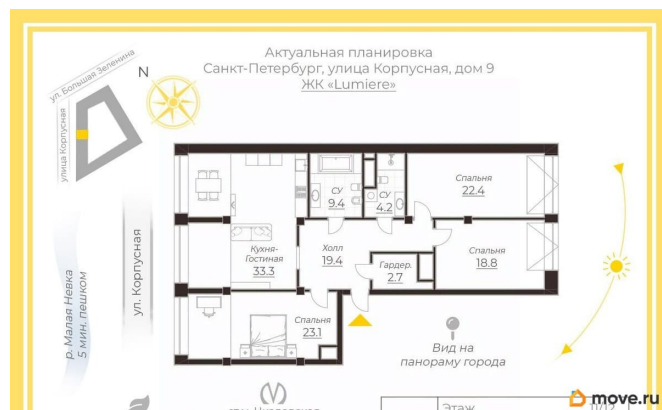 Актуальная планировка
Санкт-Петербург, улица Корпусная, дом 9
ЖК «Lumiere»
ул. Большая Зеленина
улица Корпусная
N
СУ
9.4
СУ
4.2
Спальня
22.4
Кухня-
Гостиная
33.3
Холл
19.4
Гардер.
2.7
Спальня
18.8
Спальня
23.1
ул. Корпусная
р. Малая Невка
5 мин. пешком
Вид на
панораму города
Этаж
move.ru